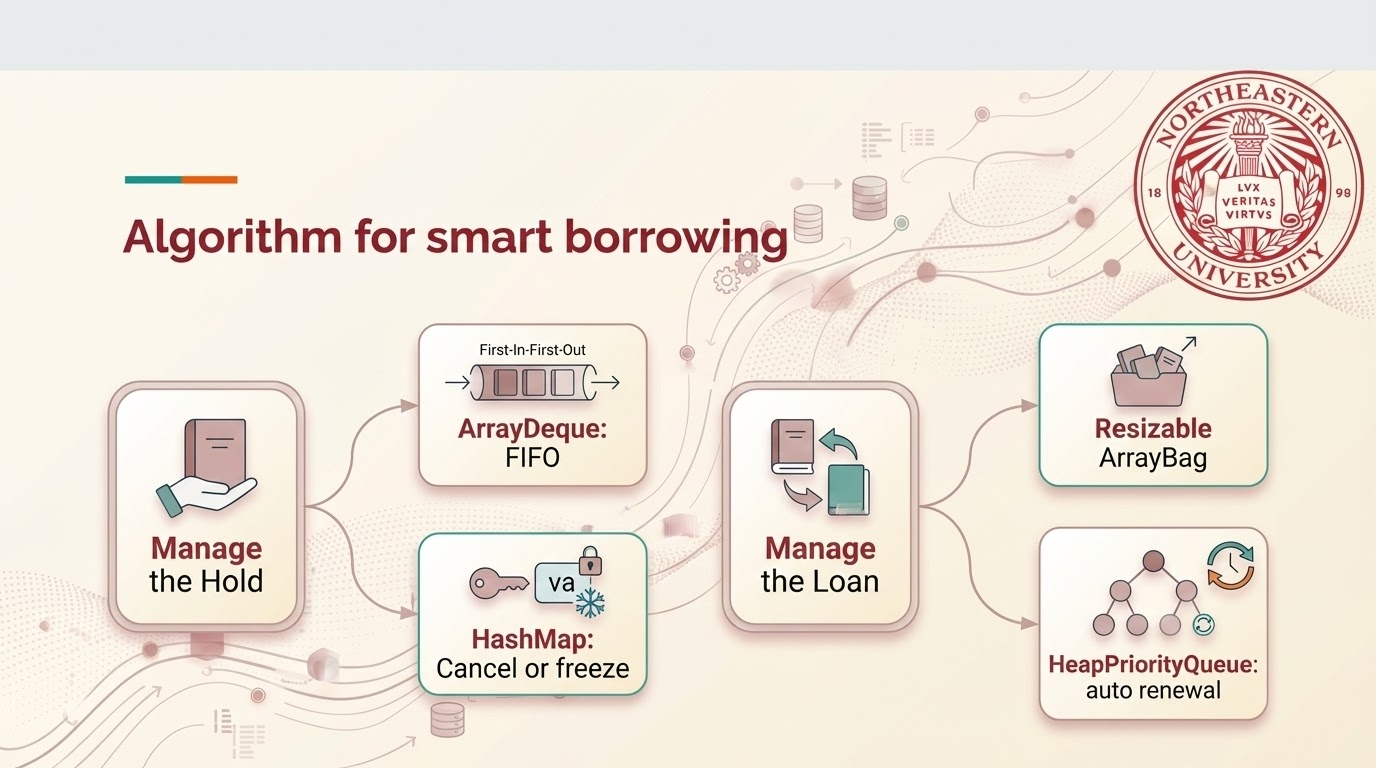 NORTHEASTERN
UNIVERSITY
18 98
LVX
VERITAS
VIRTVS
Algorithm for smart borrowing
Manage
the Hold
First-In-First-Out
ArrayDeque:
FIFO
va
HashMap:
Cancel or freeze
Manage
the Loan
Resizable
ArrayBag
HeapPriorityQueue:
auto renewal